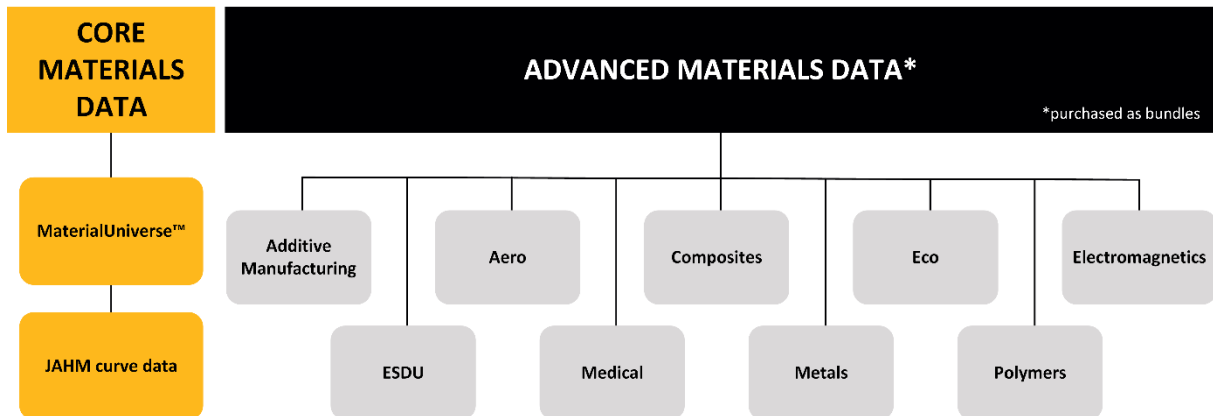 CORE
MATERIALS
DATA
ADVANCED MATERIALS DATA*
*purchased as bundles
MaterialUniverse™
JAHM curve data
Additive
Manufacturing
Aero
Composites
Eco
Electromagnetics
ESDU
Medical
Metals
Polymers